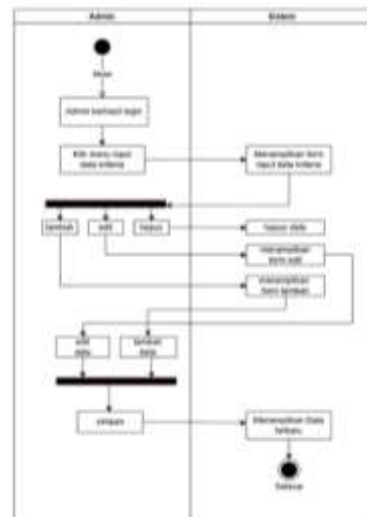 Admin
Sistem
Mulai
Admin berhasil login
Klik menu input
data kriteria
Menampilkan form
input data kriteria
tambah
edit
hapus
hapus data
menampilkan
form edit
menampilkan
form tambah
edit
data
tambah
data
simpan
Menampilkan Data
terbaru
Selesai